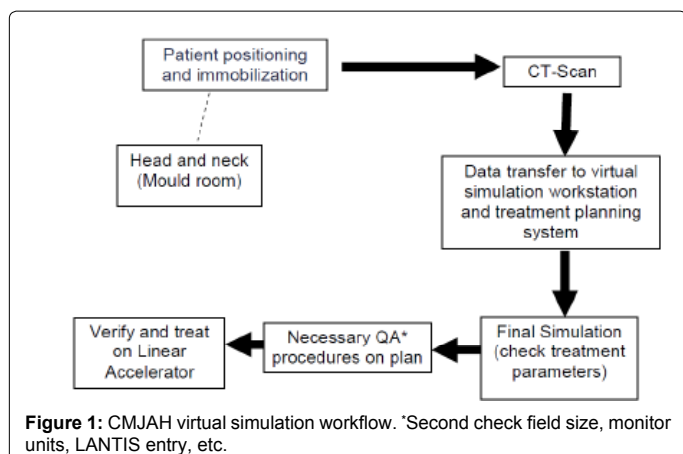 Patient positioning
and immobilization
CT-Scan
Head and neck
(Mould room)
Data transfer to virtual
simulation workstation
and treatment planning
system
Final Simulation
(check treatment
parameters)
Necessary QA*
procedures on plan
Verify and treat
on Linear
Accelerator
Figure 1: CMJAH virtual simulation workflow. *Second check field size, monitor
units, LANTIS entry, etc.